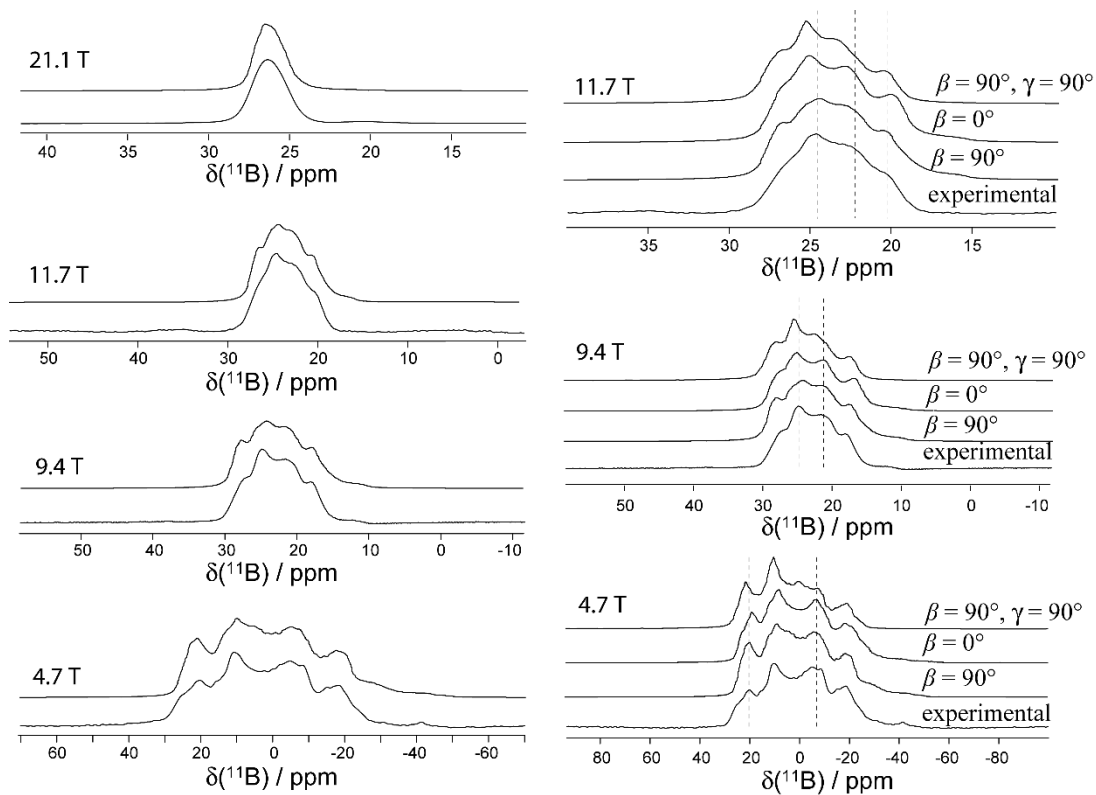 21.1 T
40 35 30 25 20 15
δ(¹¹B) / ppm
11.7 T
50 40 30 20 10 0
δ(¹¹B) / ppm
9.4 T
50 40 30 20 10 0 -10
δ(¹¹B) / ppm
4.7 T
60 40 20 0 -20 -40 -60
δ(¹¹B) / ppm
11.7 T
β = 90°, γ = 90°
β = 0°
β = 90°
experimental
35 30 25 20 15
δ(¹¹B) / ppm
9.4 T
β = 90°, γ = 90°
β = 0°
β = 90°
experimental
50 40 30 20 10 0 -10
δ(¹¹B) / ppm
4.7 T
β = 90°, γ = 90°
β = 0°
β = 90°
experimental
80 60 40 20 0 -20 -40 -60 -80
δ(¹¹B) / ppm